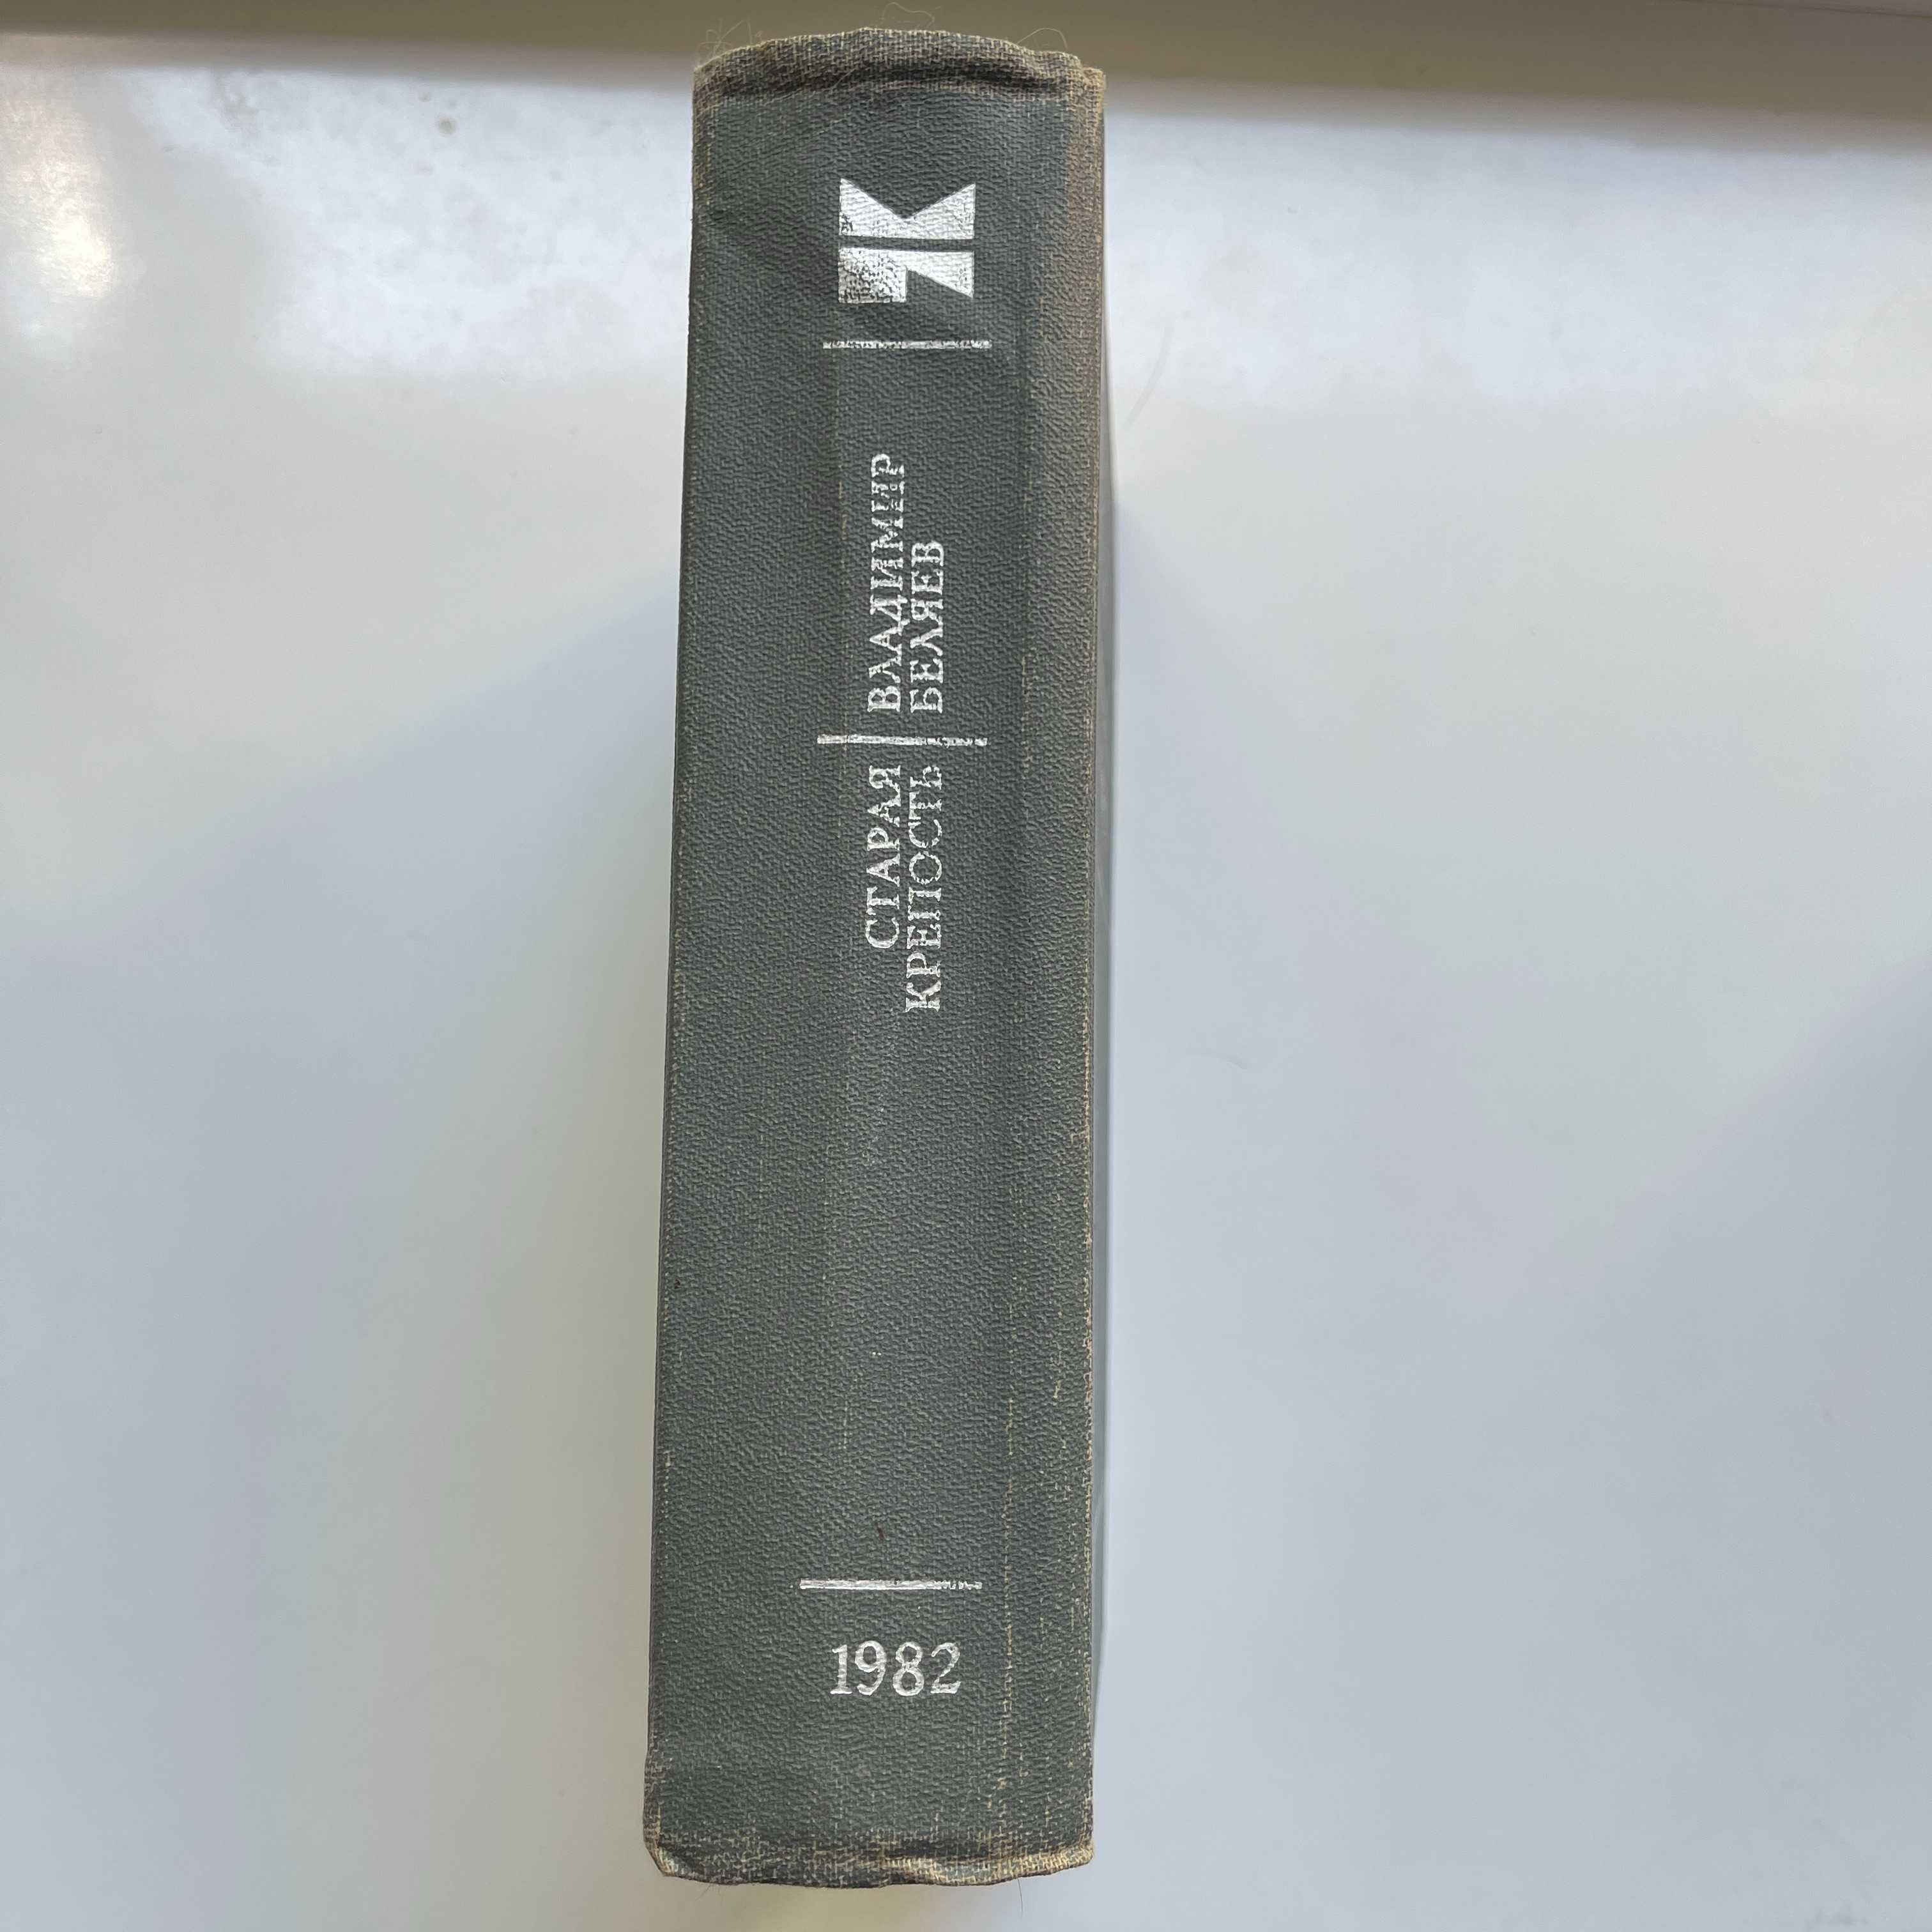 ВЛАДИМИР
БЕЛЯЕВ
СТАРАЯ
КРЕПОСТЬ
1982